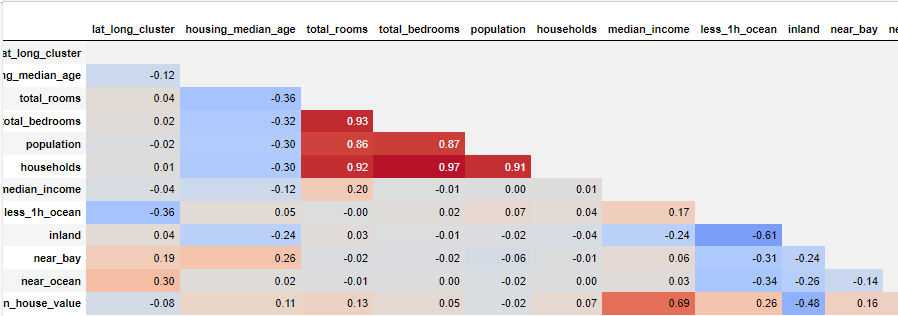 lat_long_cluster housing_median_age total_rooms total_bedrooms population households median_income less_1h_ocean inland near_bay ne
at_long_cluster
ng_median_age -0.12
total_rooms 0.04 -0.36
total_bedrooms 0.02 -0.32 0.93
population -0.02 -0.30 0.86 0.87
households 0.01 -0.30 0.92 0.97 0.91
median_income -0.04 -0.12 0.20 -0.01 0.00 0.01
less_1h_ocean -0.36 0.05 -0.00 0.02 0.07 0.04 0.17
inland 0.04 -0.24 0.03 -0.01 -0.02 -0.04 -0.24 -0.61
near_bay 0.19 0.26 -0.02 -0.02 -0.06 -0.01 0.06 -0.31 -0.24
near_ocean 0.30 0.02 -0.01 0.00 -0.02 0.00 0.03 -0.34 -0.26 -0.14
n_house_value -0.08 0.11 0.13 0.05 -0.02 0.07 0.69 0.26 -0.48 0.16